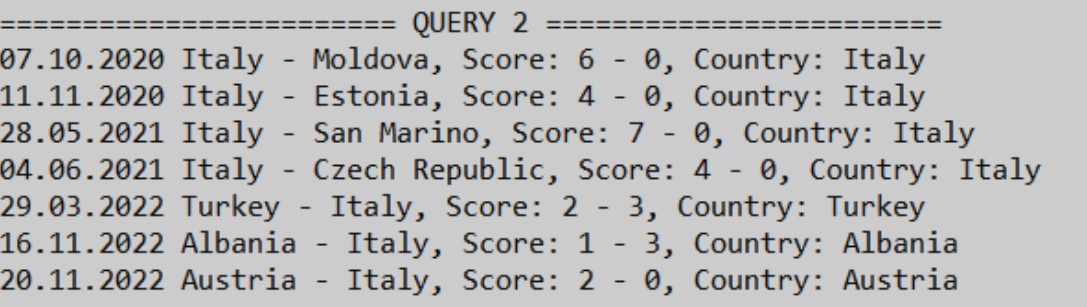 ======================== QUERY 2 ========================
07.10.2020 Italy - Moldova, Score: 6 - 0, Country: Italy
11.11.2020 Italy - Estonia, Score: 4 - 0, Country: Italy
28.05.2021 Italy - San Marino, Score: 7 - 0, Country: Italy
04.06.2021 Italy - Czech Republic, Score: 4 - 0, Country: Italy
29.03.2022 Turkey - Italy, Score: 2 - 3, Country: Turkey
16.11.2022 Albania - Italy, Score: 1 - 3, Country: Albania
20.11.2022 Austria - Italy, Score: 2 - 0, Country: Austria